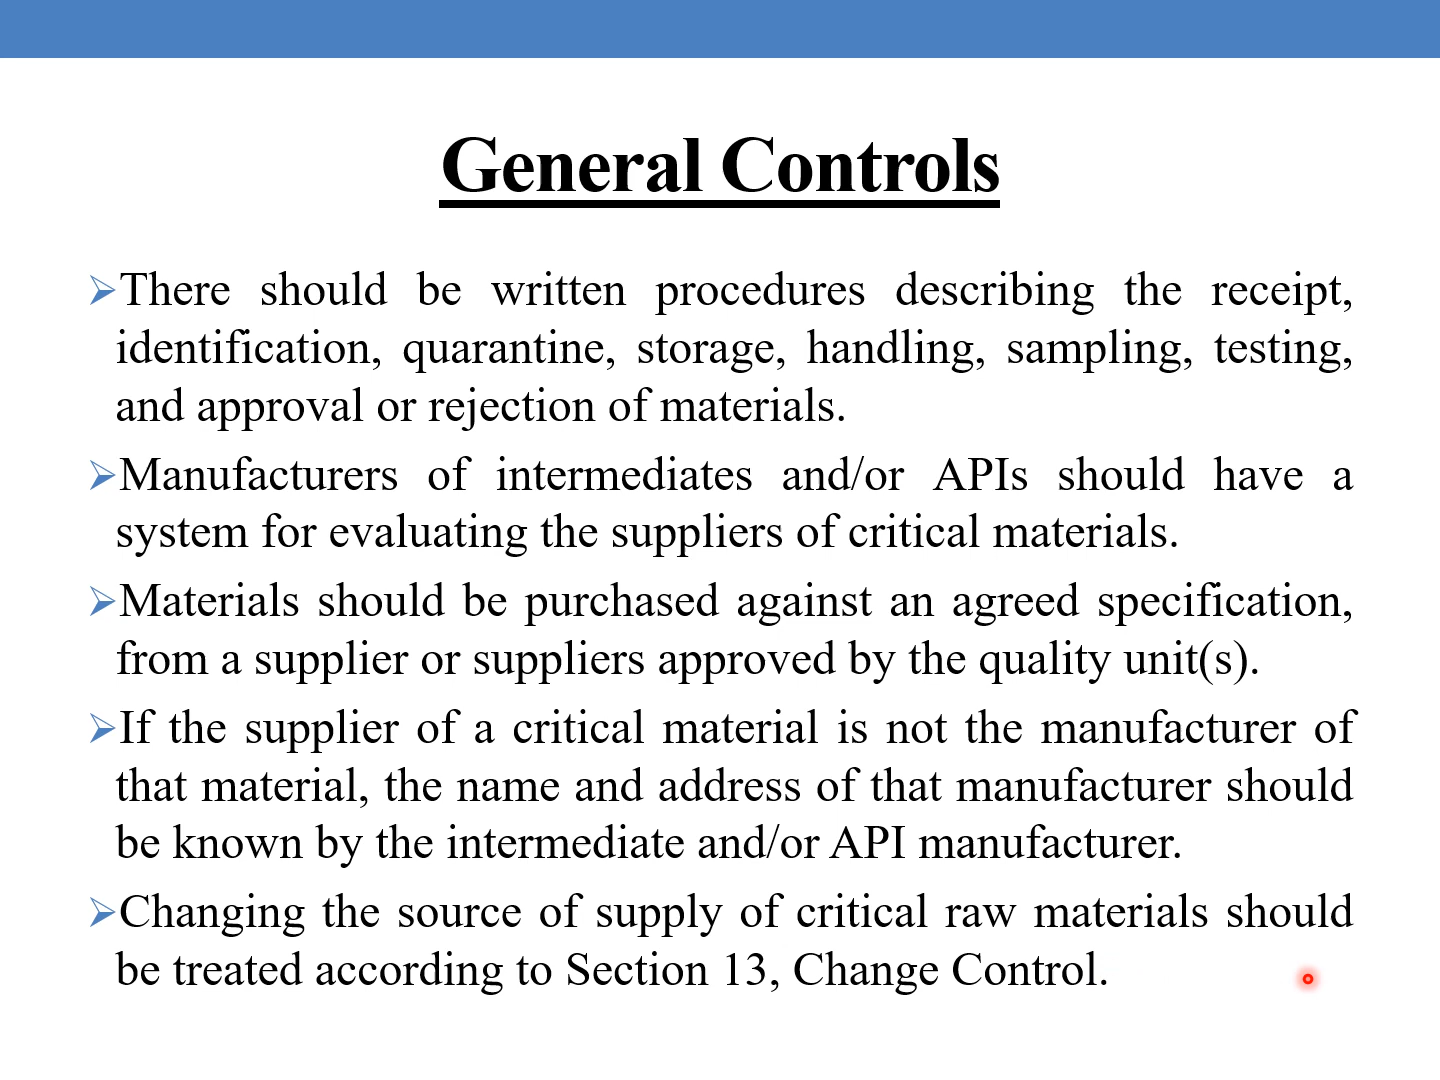 General Controls
There should be written procedures describing the receipt,
identification, quarantine, storage, handling, sampling, testing,
and approval or rejection of materials.
Manufacturers of intermediates and/or APIs should have a
system for evaluating the suppliers of critical materials.
Materials should be purchased against an agreed specification,
from a supplier or suppliers approved by the quality unit(s).
If the supplier of a critical material is not the manufacturer of
that material, the name and address of that manufacturer should
be known by the intermediate and/or API manufacturer.
Changing the source of supply of critical raw materials should
be treated according to Section 13, Change Control.